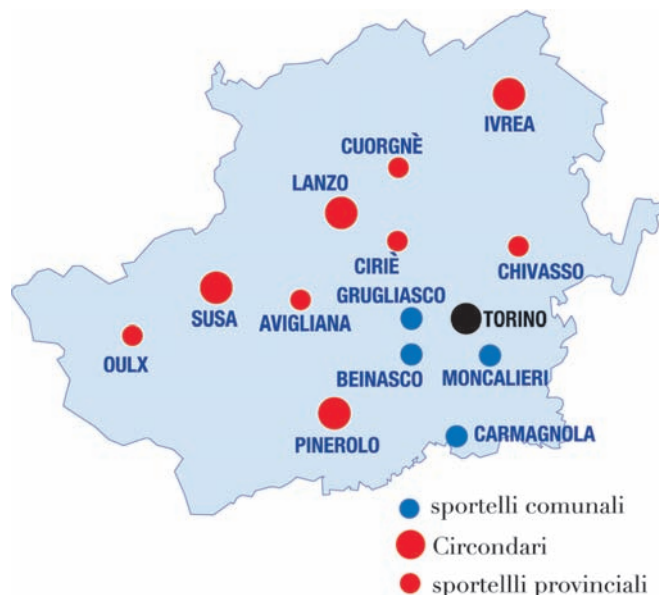 IVREA
CUORGNÈ
LANZO
CIRIÈ
CHIVASSO
GRUGLIASCO
SUSA
AVIGLIANA
TORINO
OULX
BEINASCO
MONCALIERI
PINEROLO
CARMAGNOLA
sportelli comunali
Circondari
sportellli provinciali